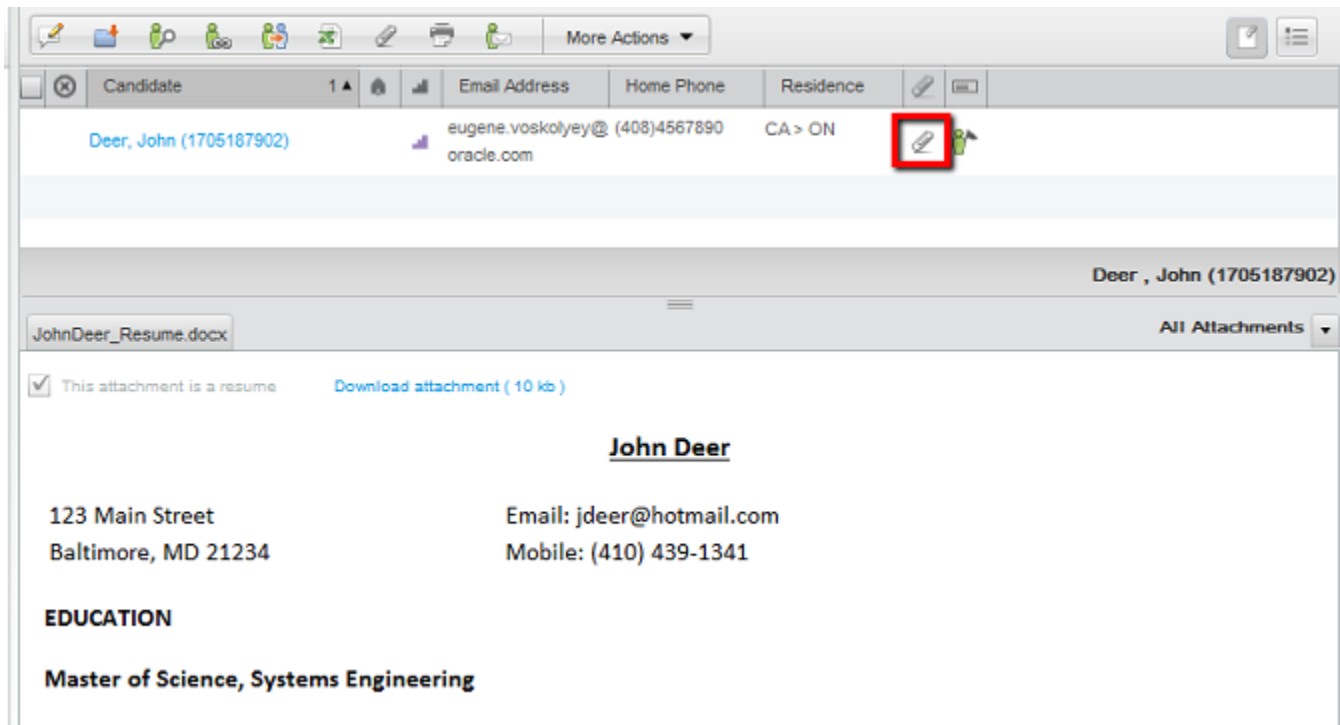 More Actions
Candidate 1 Email Address Home Phone Residence
Deer, John (1705187902) eugene.voskolyey@ (408)4567890 CA > ON
oracle.com
Deer , John (1705187902)
JohnDeer_Resume.docx All Attachments
This attachment is a resume Download attachment ( 10 kb )
John Deer
123 Main Street Email: jdeer@hotmail.com
Baltimore, MD 21234 Mobile: (410) 439-1341
EDUCATION
Master of Science, Systems Engineering